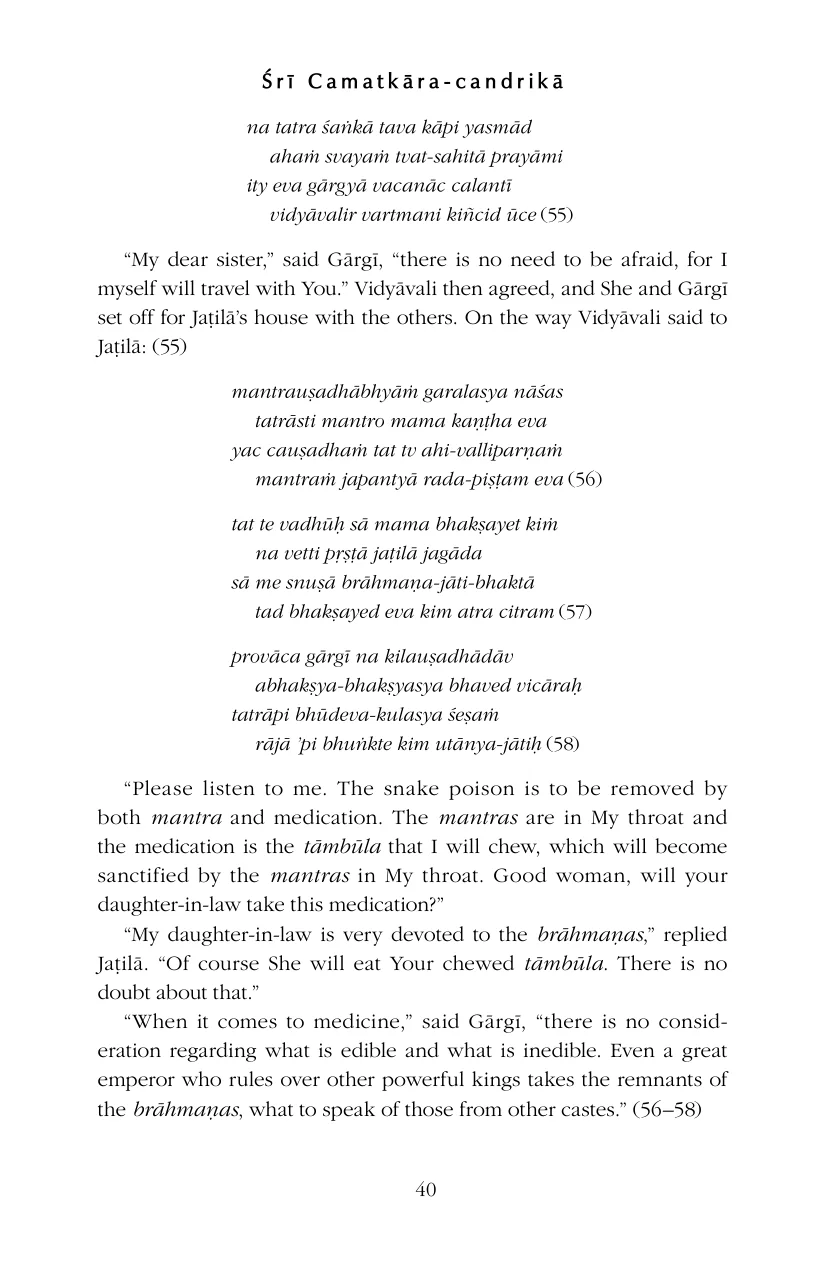 Śrī Camatkāra-candrikā
na tatra śaṅkā tava kāpi yasmād
ahaṁ svayaṁ tvat-sahitā prayāmi
ity eva gārgyā vacanāc calantī
vidyāvalir vartmani kiñcid ūce (55)
“My dear sister,” said Gārgī, “there is no need to be afraid, for I
myself will travel with You.” Vidyāvali then agreed, and She and Gārgī
set off for Jaṭilā’s house with the others. On the way Vidyāvali said to
Jaṭilā: (55)
mantrauṣadhābhyāṁ garalasya nāśas
tatrāsti mantro mama kaṇṭha eva
yac cauṣadhaṁ tat tv ahi-valliparṇaṁ
mantraṁ japantyā rada-piṣṭam eva (56)
tat te vadhūḥ sā mama bhakṣayet kiṁ
na vetti pṛṣṭā jaṭilā jagāda
sā me snuṣā brāhmaṇa-jāti-bhaktā
tad bhakṣayed eva kim atra citram (57)
provāca gārgī na kilauṣadhādāv
abhakṣya-bhakṣyasya bhaved vicāraḥ
tatrāpi bhūdeva-kulasya śeṣaṁ
rājā ’pi bhuṅkte kim utānya-jātiḥ (58)
“Please listen to me. The snake poison is to be removed by
both mantra and medication. The mantras are in My throat and
the medication is the tāmbūla that I will chew, which will become
sanctified by the mantras in My throat. Good woman, will your
daughter-in-law take this medication?”
“My daughter-in-law is very devoted to the brāhmaṇas,” replied
Jaṭilā. “Of course She will eat Your chewed tāmbūla. There is no
doubt about that.”
“When it comes to medicine,” said Gārgī, “there is no consid-
eration regarding what is edible and what is inedible. Even a great
emperor who rules over other powerful kings takes the remnants of
the brāhmaṇas, what to speak of those from other castes.” (56–58)
40